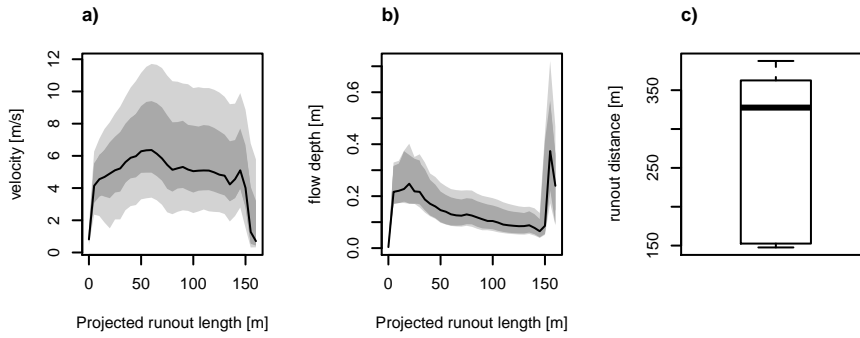 a)
b)
c)
velocity [m/s]
0
2
4
6
8
10
12
0
50
100
150
Projected runout length [m]
flow depth [m]
0.0
0.2
0.4
0.6
0
50
100
150
Projected runout length [m]
runout distance [m]
150
250
350